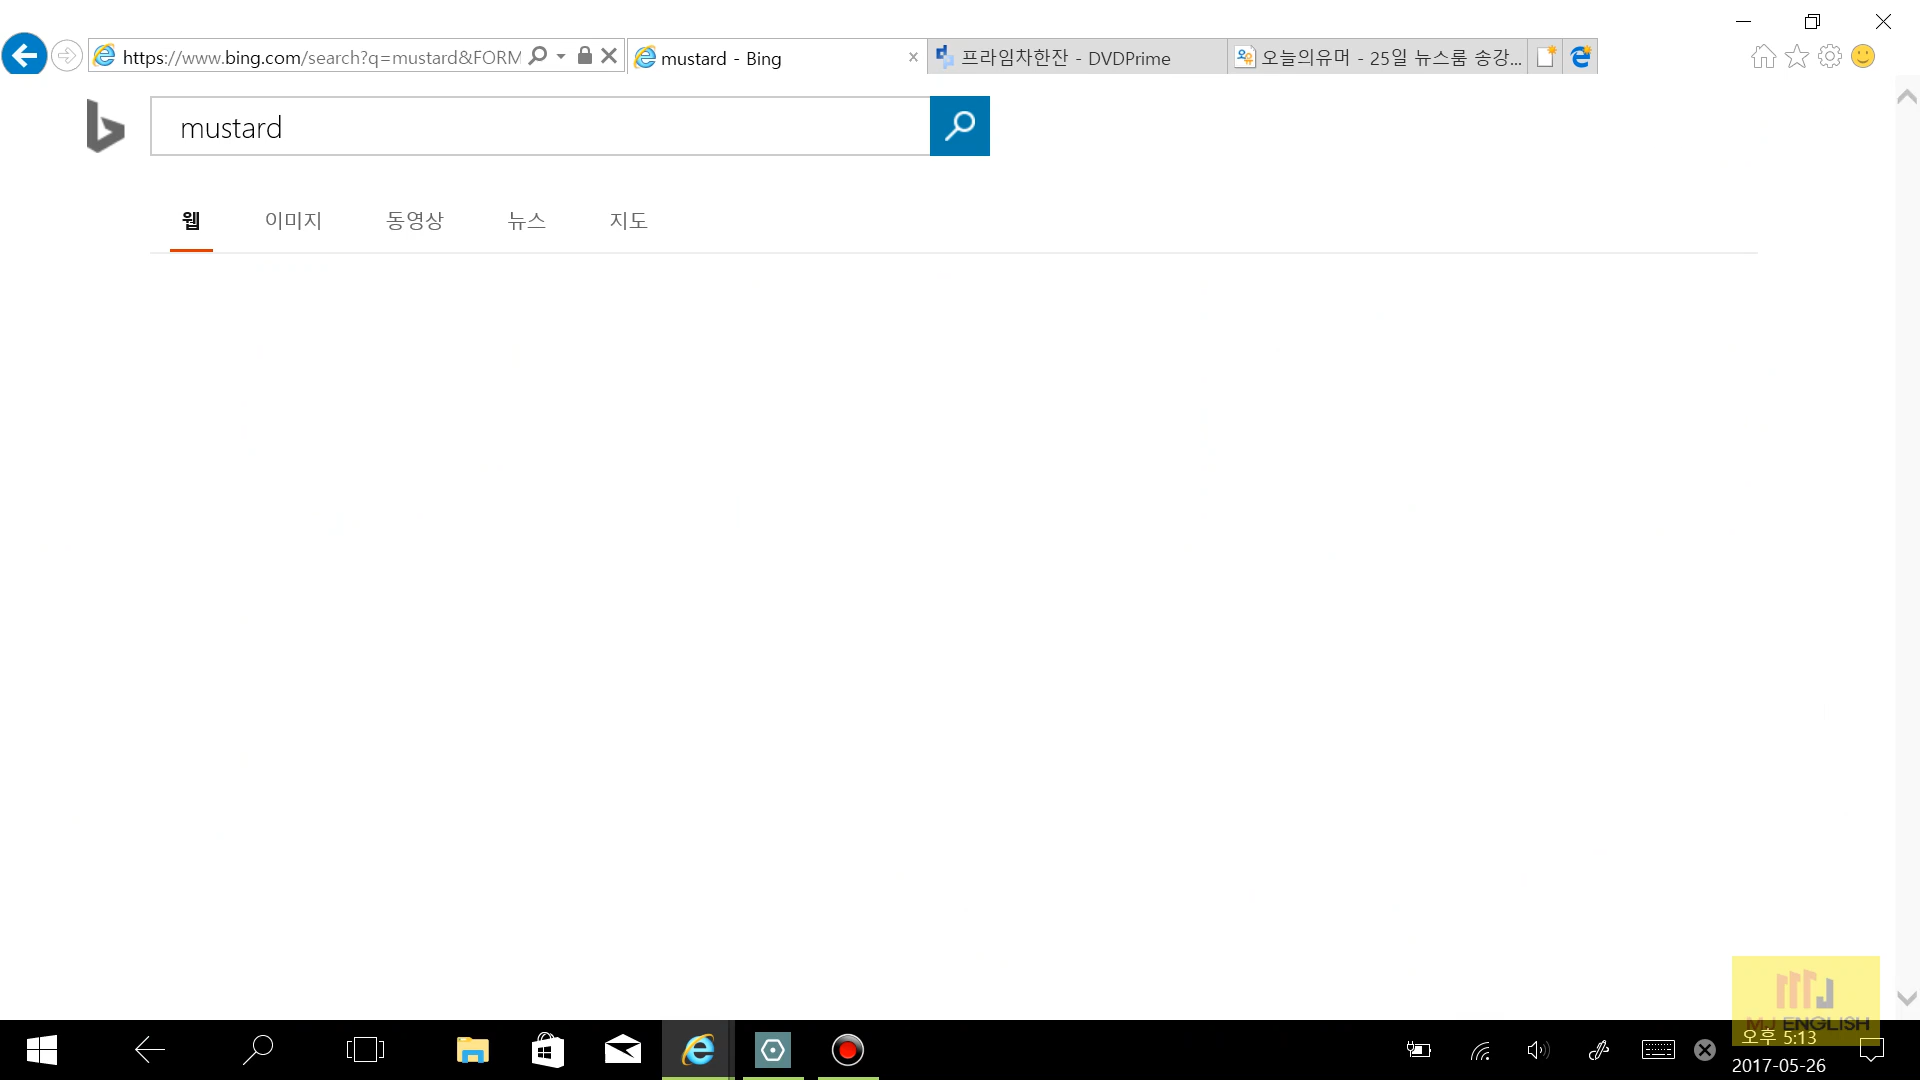 https://www.bing.com/search?q=mustard&FORM
mustard - Bing
프라임차한잔 - DVDPrime
오늘의유머 - 25일 뉴스룸 송강...
mustard
웹
이미지
동영상
뉴스
지도
MJ ENGLISH
오후 5:13
2017-05-26